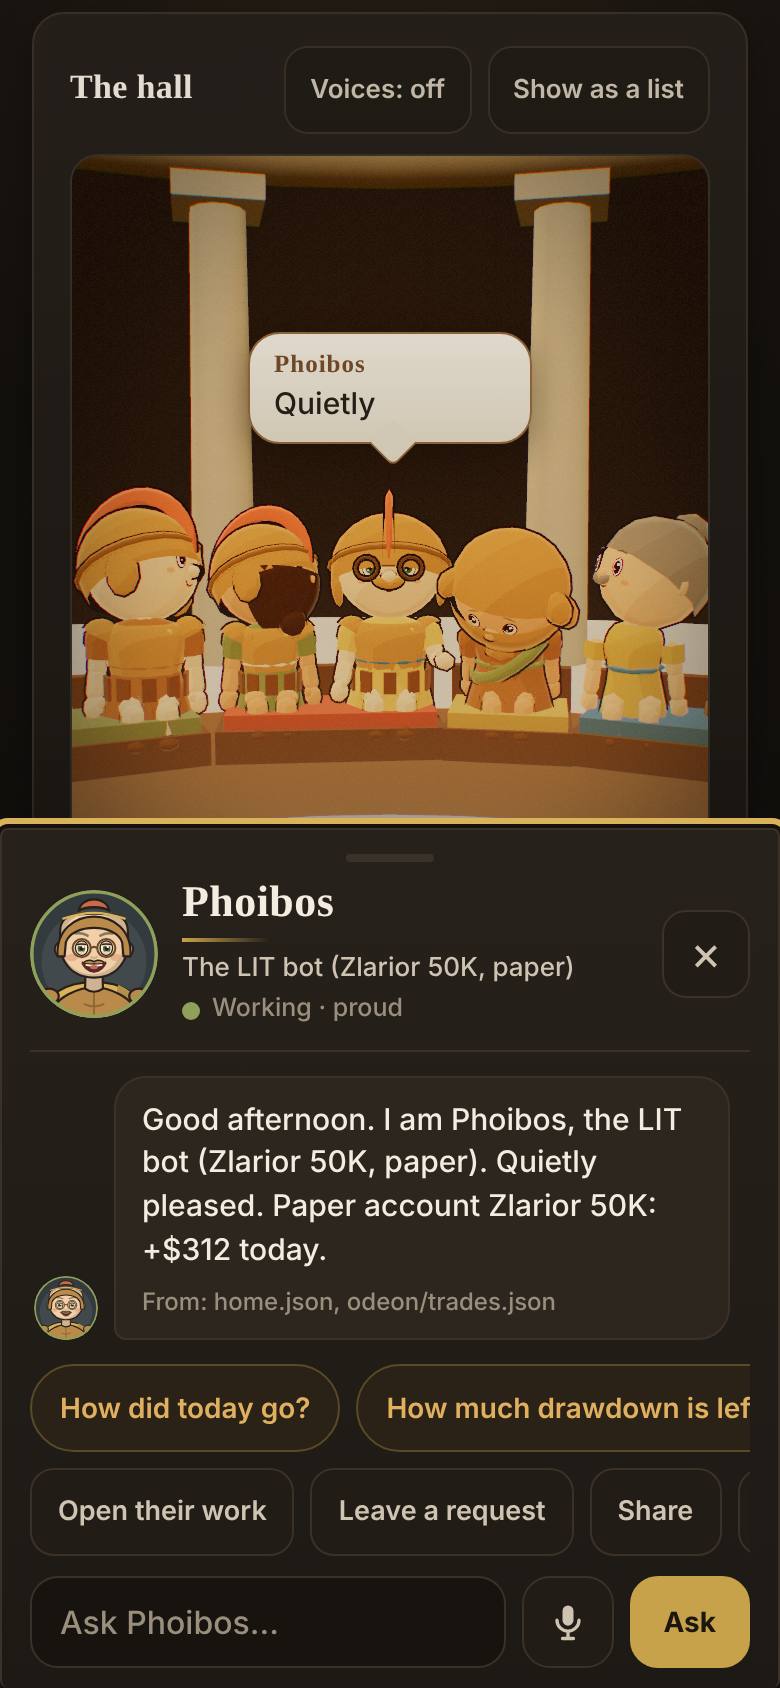 The hall
Voices: off
Show as a list
Phoibos
Quietly
Phoibos
The LIT bot (Zlarior 50K, paper)
Working · proud
Good afternoon. I am Phoibos, the LIT
bot (Zlarior 50K, paper). Quietly
pleased. Paper account Zlarior 50K:
+$312 today.
From: home.json, odeon/trades.json
How did today go?
How much drawdown is lef
Open their work
Leave a request
Share
Ask Phoibos...
Ask